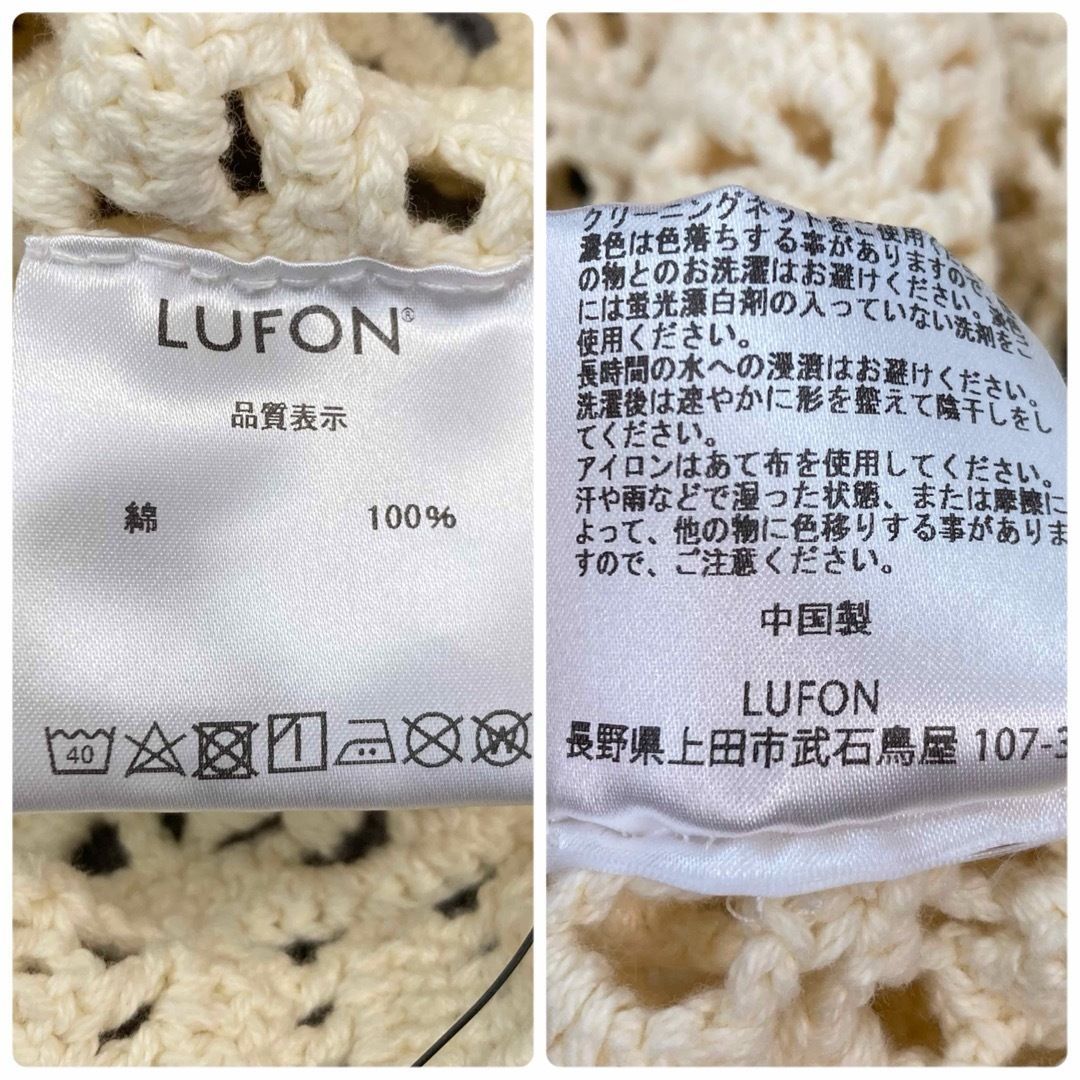 LUFON®
品質表示
綿 100%
40
W
クリーニングネットをご使用く
濃色は色落ちする事がありますので、淡色
の物とのお洗濯はお避けください。淡色
には蛍光漂白剤の入っていない洗剤をご
使用ください。
長時間の水への浸漬はお避けください。
洗濯後は速やかに形を整えて陰干しをし
てください。
アイロンはあて布を使用してください。
汗や雨などで湿った状態、または摩擦に
よって、他の物に色移りする事がありま
すので、ご注意ください。
中国製
LUFON
長野県上田市武石鳥屋 107-3